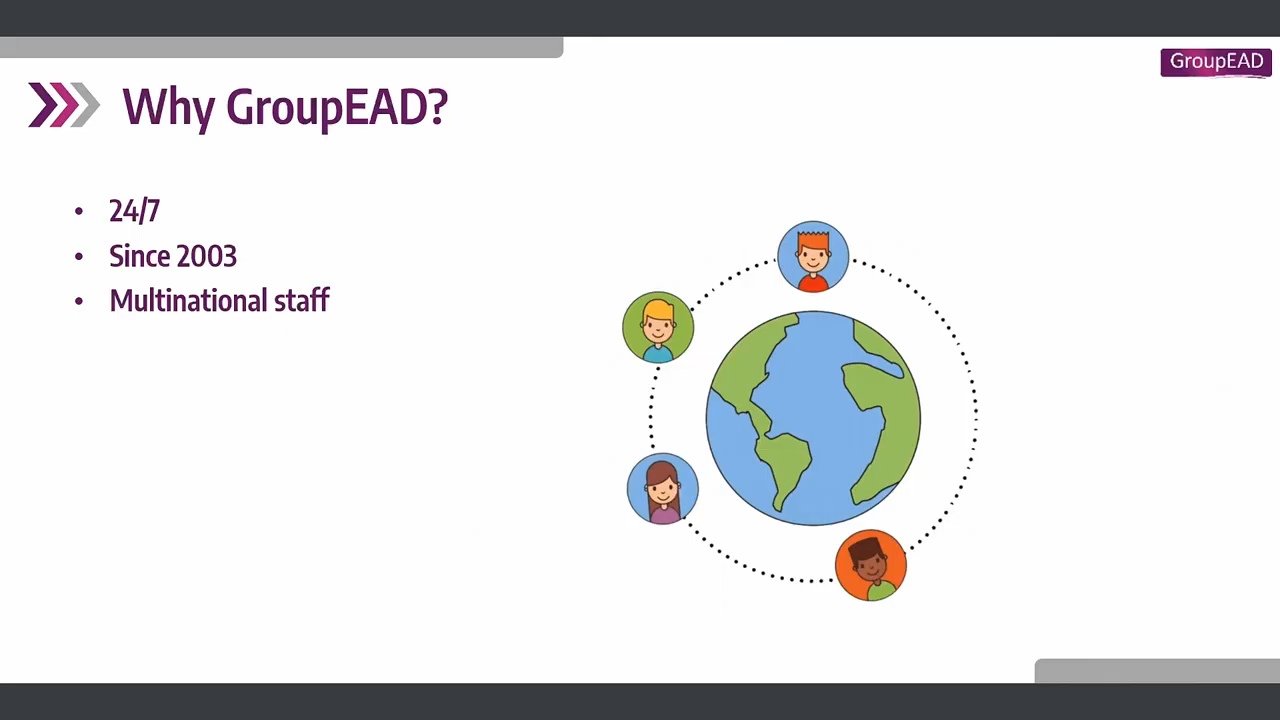 GroupEAD
Why GroupEAD?
• 24/7
• Since 2003
• Multinational staff